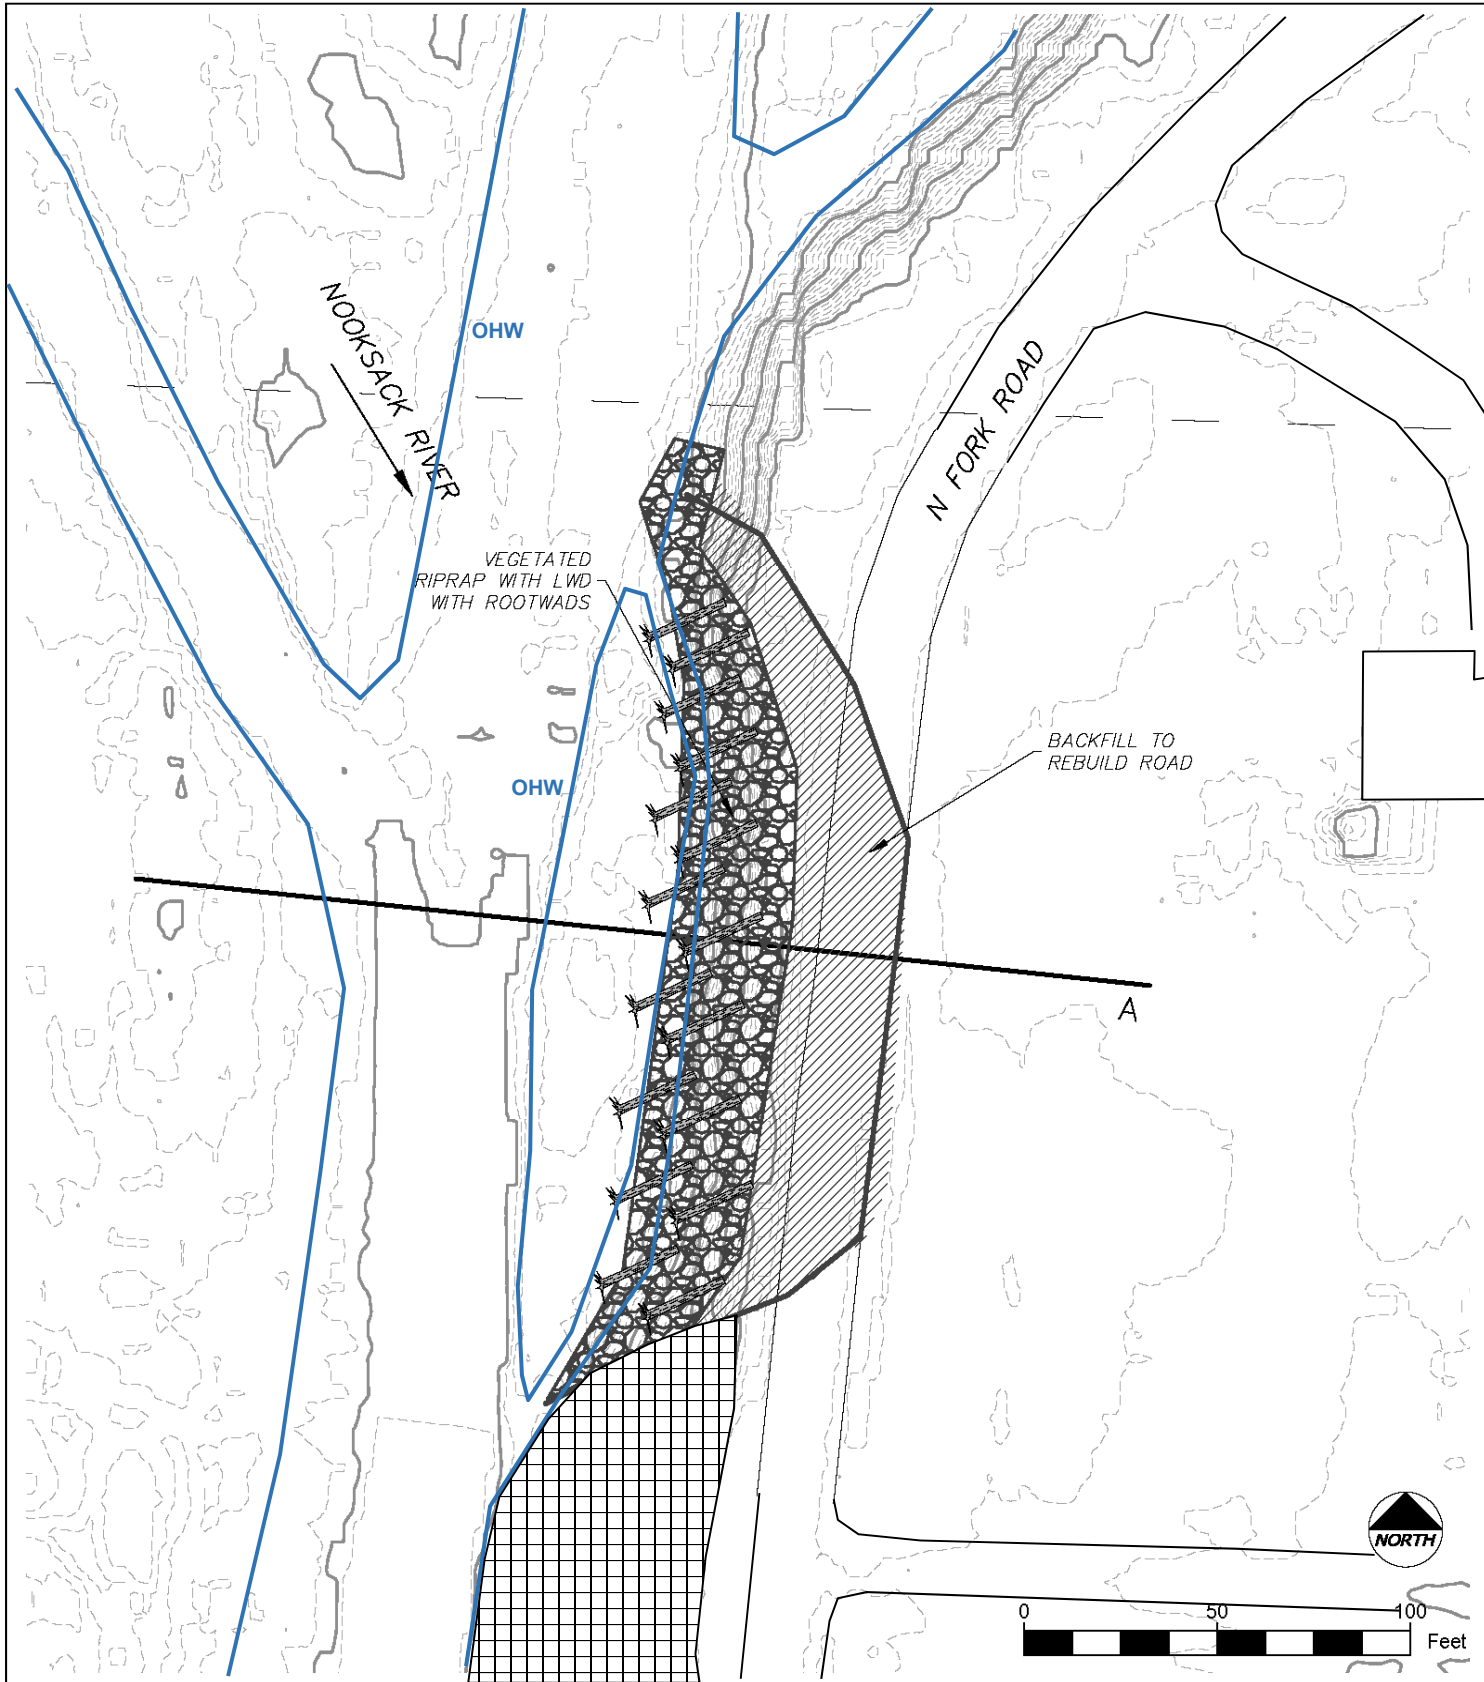 NOOKSACK RIVER
OHW
N FORK ROAD
VEGETATED
RIPRAP WITH LWD
WITH ROOTWADS
BACKFILL TO
REBUILD ROAD
OHW
A
NORTH
0 50 100
Feet